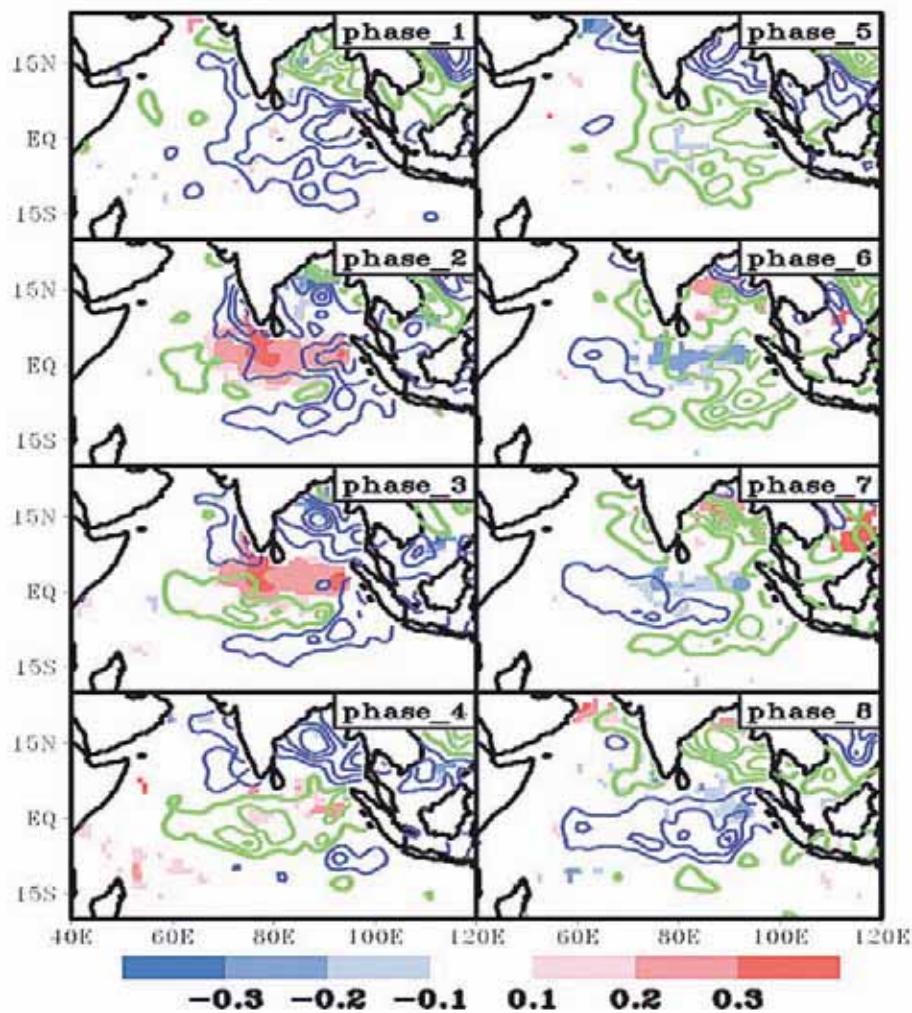 phase_1 phase_5
15N
EQ
15S
phase_2 phase_6
15N
EQ
15S
phase_3 phase_7
15N
EQ
15S
phase_4 phase_8
15N
EQ
15S
40E 60E 80E 100E 120E 60E 80E 100E 120E
-0.3 -0.2 -0.1 0.1 0.2 0.3